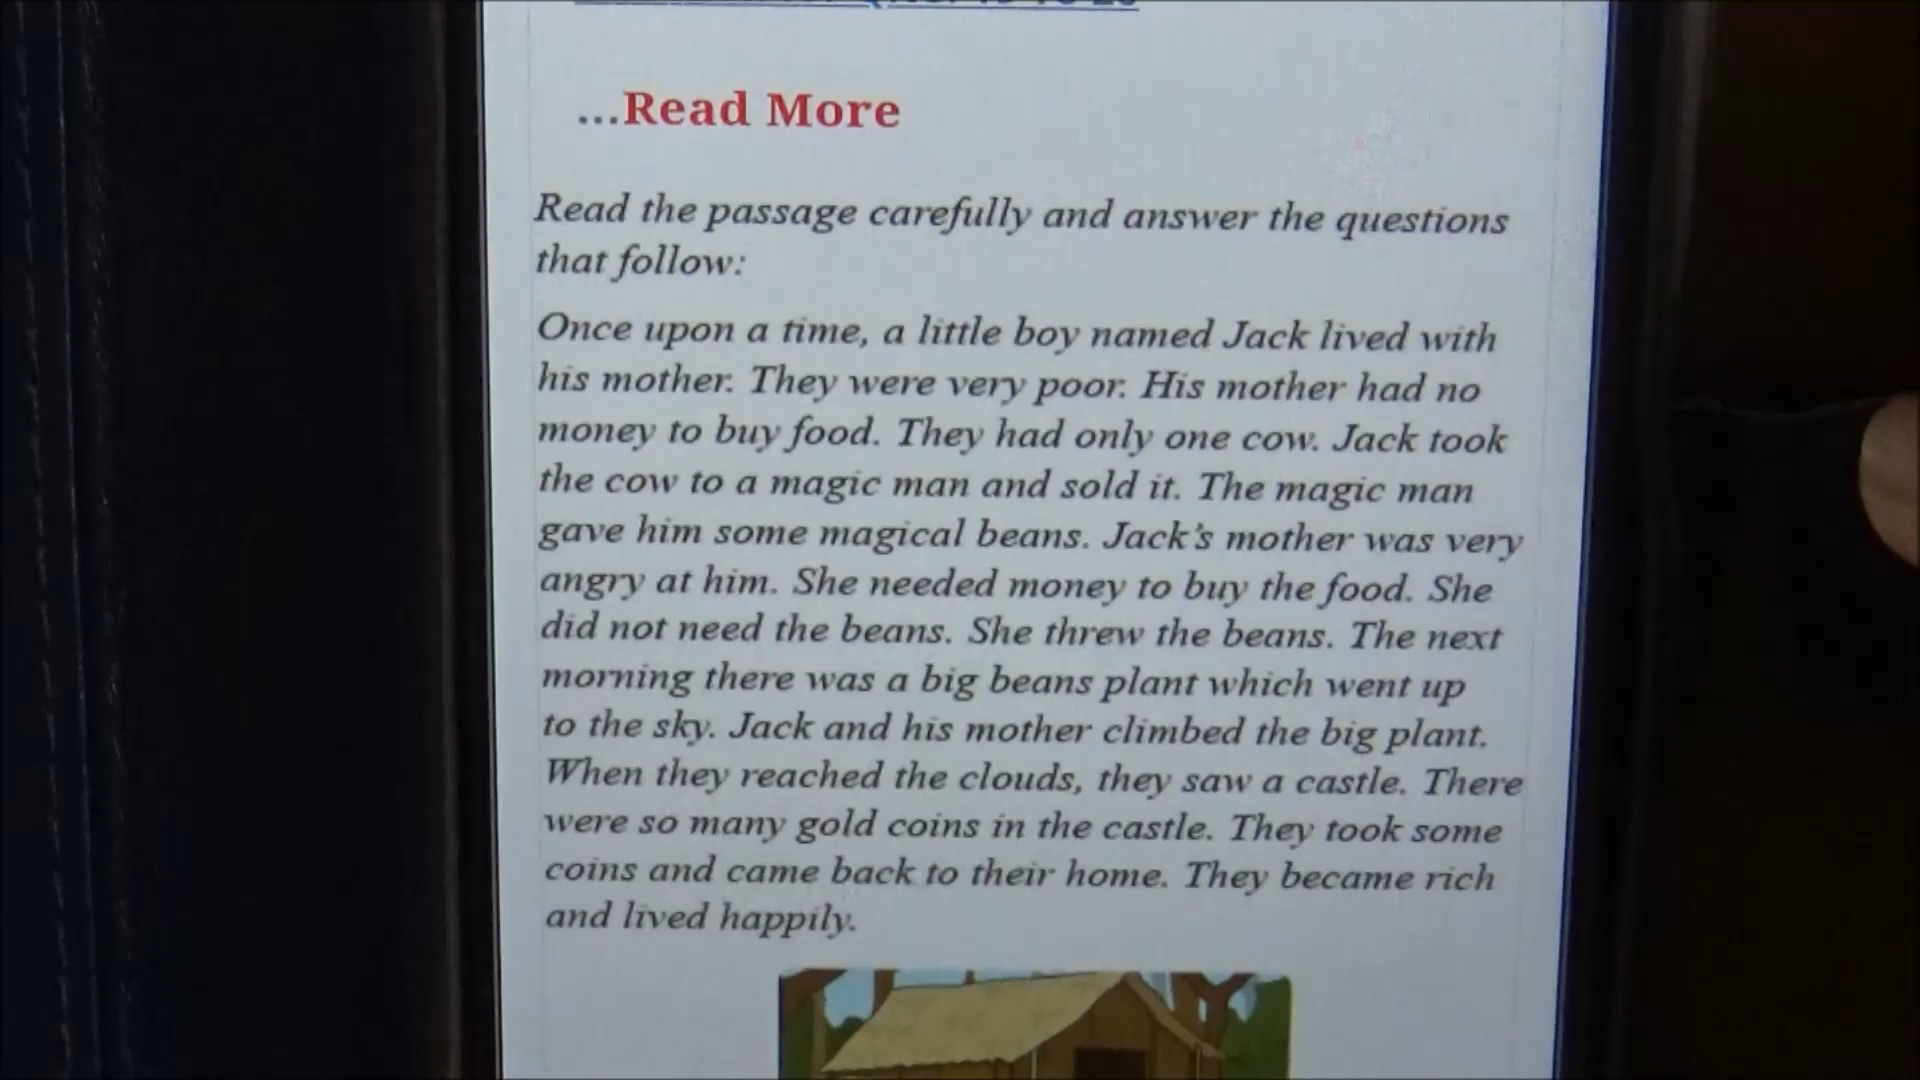 ...Read More
Read the passage carefully and answer the questions
that follow:
Once upon a time, a little boy named Jack lived with
his mother. They were very poor. His mother had no
money to buy food. They had only one cow. Jack took
the cow to a magic man and sold it. The magic man
gave him some magical beans. Jack's mother was very
angry at him. She needed money to buy the food. She
did not need the beans. She threw the beans. The next
morning there was a big beans plant which went up
to the sky. Jack and his mother climbed the big plant.
When they reached the clouds, they saw a castle. There
were so many gold coins in the castle. They took some
coins and came back to their home. They became rich
and lived happily.